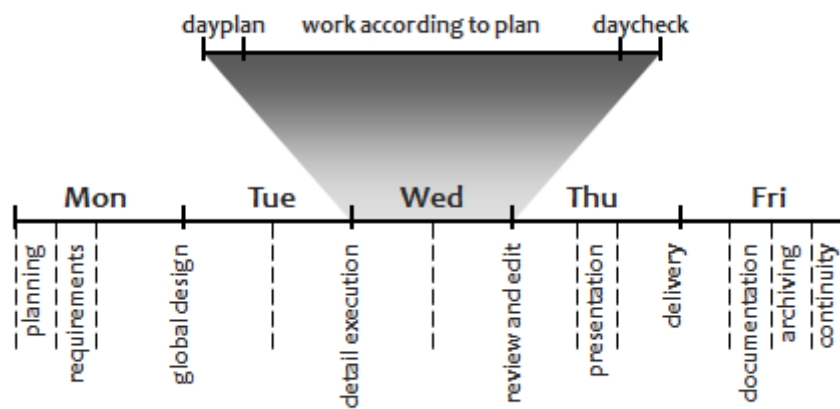 dayplan work according to plan daycheck
Mon Tue Wed Thu Fri
planning
requirements
global design
detail execution
review and edit
presentation
delivery
documentation
archiving
continuity